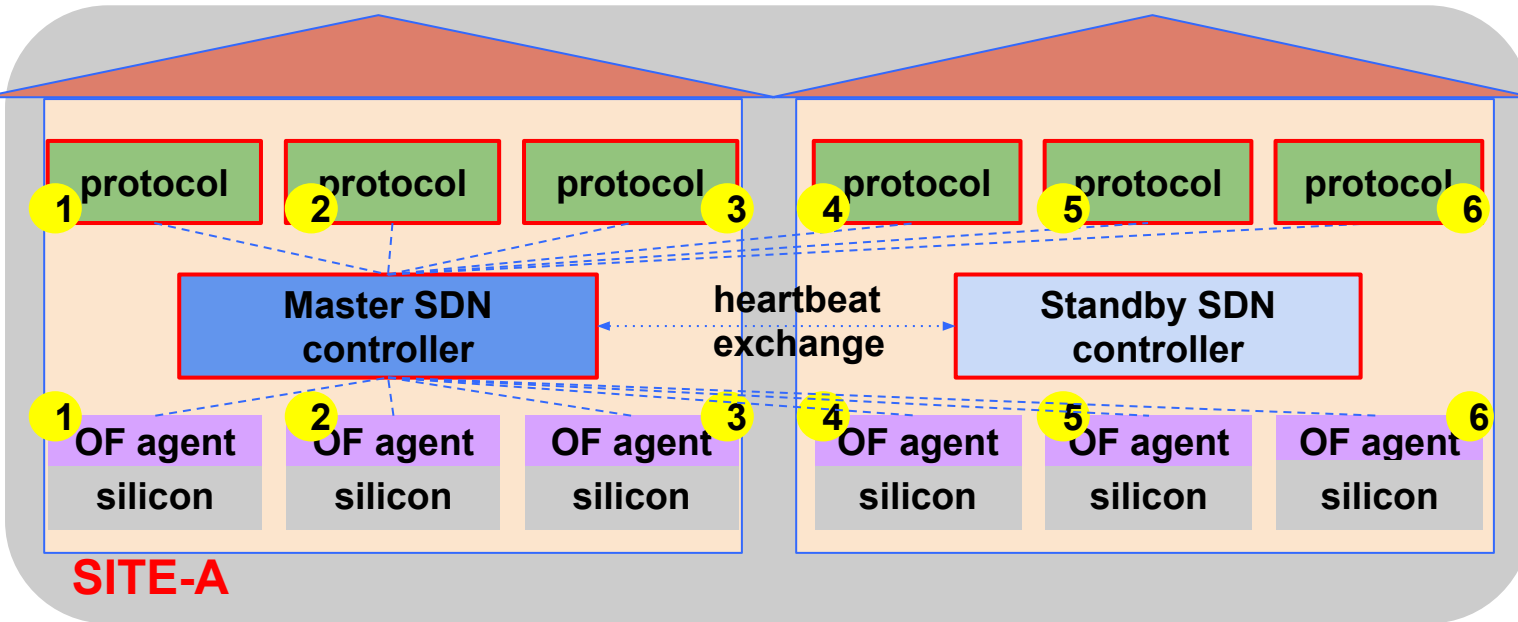 protocol
protocol
protocol
protocol
protocol
protocol
1
2
3
4
5
6
Master SDN
controller
heartbeat
exchange
Standby SDN
controller
1
2
3
4
5
6
OF agent
OF agent
OF agent
OF agent
OF agent
OF agent
silicon
silicon
silicon
silicon
silicon
silicon
SITE-A